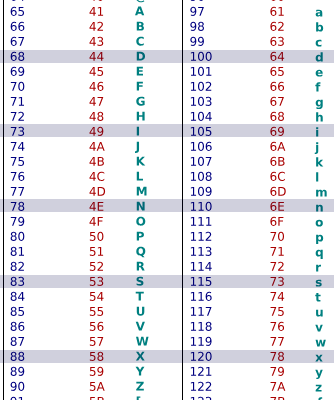 65 41 A 97 61 a
66 42 B 98 62 b
67 43 C 99 63 c
68 44 D 100 64 d
69 45 E 101 65 e
70 46 F 102 66 f
71 47 G 103 67 g
72 48 H 104 68 h
73 49 I 105 69 i
74 4A J 106 6A j
75 4B K 107 6B k
76 4C L 108 6C l
77 4D M 109 6D m
78 4E N 110 6E n
79 4F O 111 6F o
80 50 P 112 70 p
81 51 Q 113 71 q
82 52 R 114 72 r
83 53 S 115 73 s
84 54 T 116 74 t
85 55 U 117 75 u
86 56 V 118 76 v
87 57 W 119 77 w
88 58 X 120 78 x
89 59 Y 121 79 y
90 5A Z 122 7A z